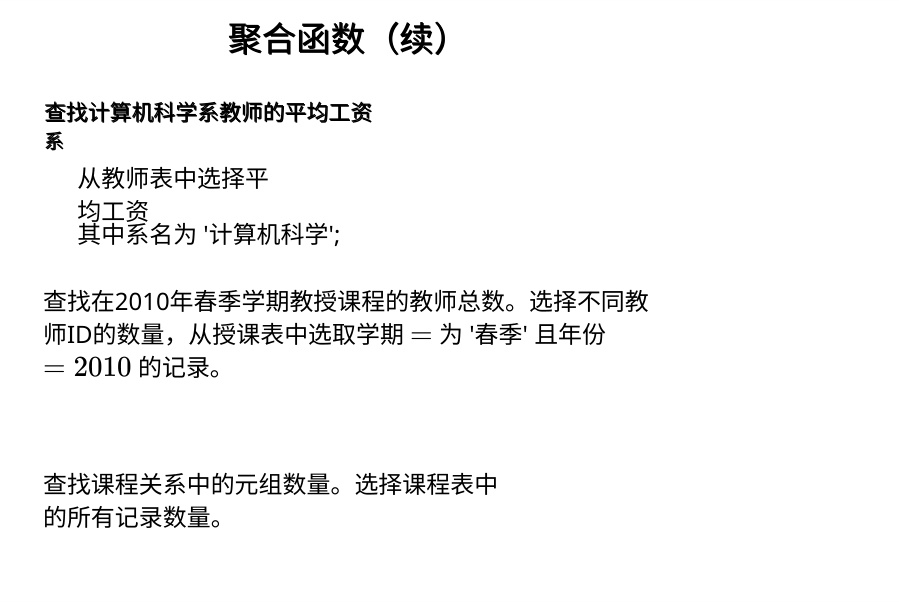 聚合函数（续）
查找计算机科学系教师的平均工资
系
从教师表中选择平
均工资
其中系名为 '计算机科学';
查找在2010年春季学期教授课程的教师总数。选择不同教
师ID的数量，从授课表中选取学期 = 为 '春季' 且年份
= 2010 的记录。
查找课程关系中的元组数量。选择课程表中
的所有记录数量。